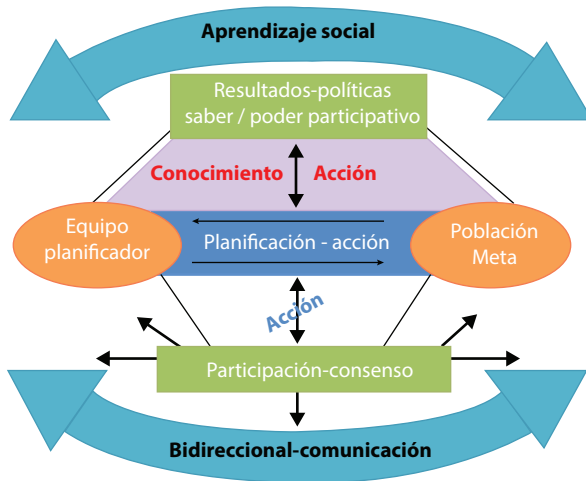 Aprendizaje social
Resultados-políticas
saber / poder participativo
Conocimiento Acción
Equipo
planificador
Planificación - acción
Población
Meta
Acción
Participación-consenso
Bidireccional-comunicación